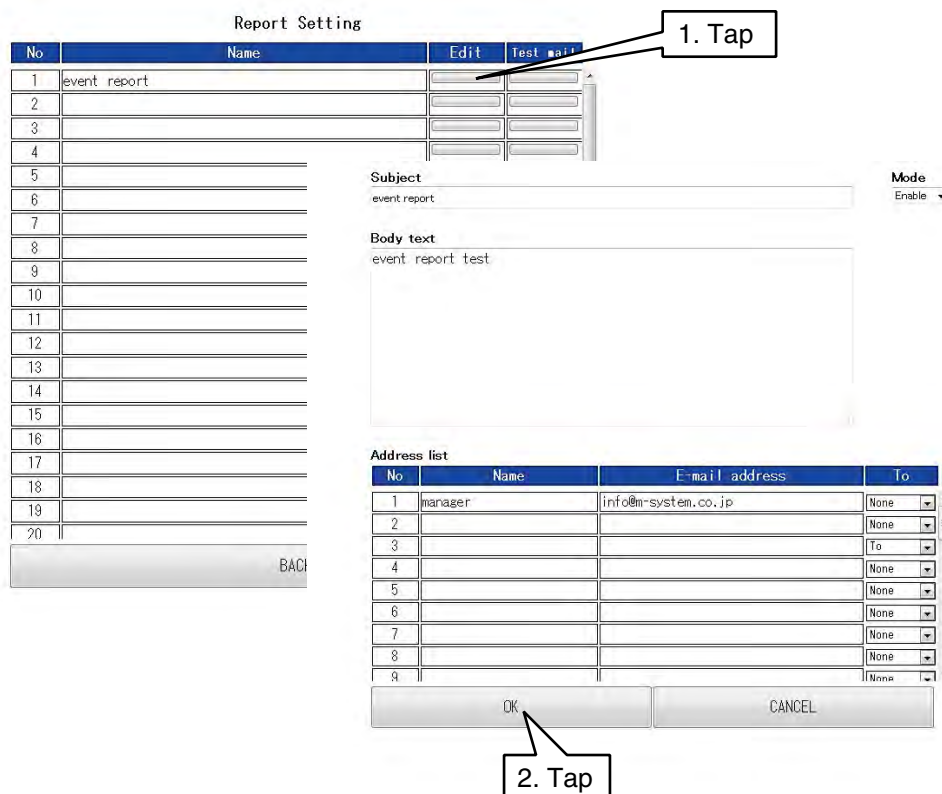 Report Setting
1. Tap
No Name Edit Test mail
1 event report
2
3
4
5
6
7
8
9
10
11
12
13
14
15
16
17
18
19
20
Subject Mode
event report Enable
Body text
event report test
Address list
No Name E-mail address To
1 manager info@m-system.co.jp None
2 None
3 To
4 None
5 None
6 None
7 None
8 None
9 None
OK CANCEL
2. Tap